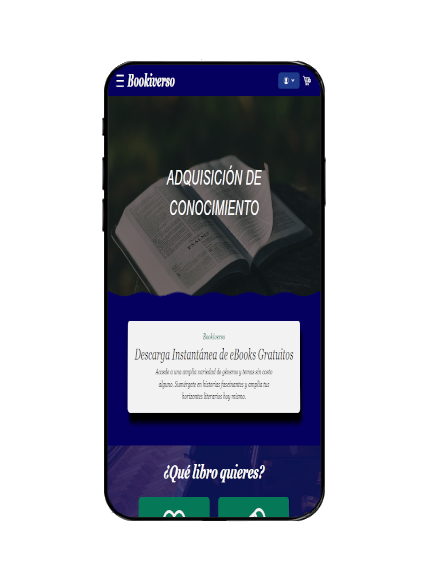 Bookiverso
ADQUISICIÓN DE
CONOCIMIENTO
Bookiverso
Descarga Instantánea de eBooks Gratuitos
Accede a una amplia variedad de géneros y temas sin costo
alguno. Sumérgete en historias fascinantes y amplía tus
horizontes literarios hoy mismo.
¿Qué libro quieres?